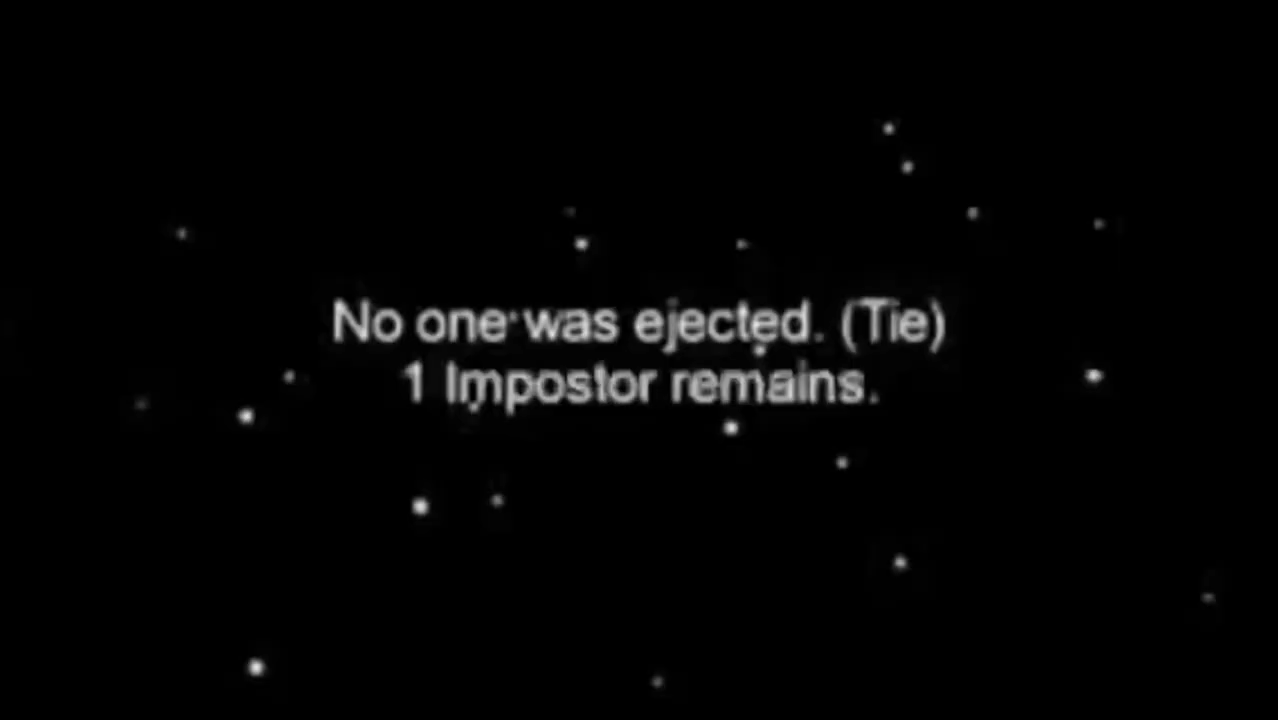 No one was ejected. (Tie)
1 Impostor remains.